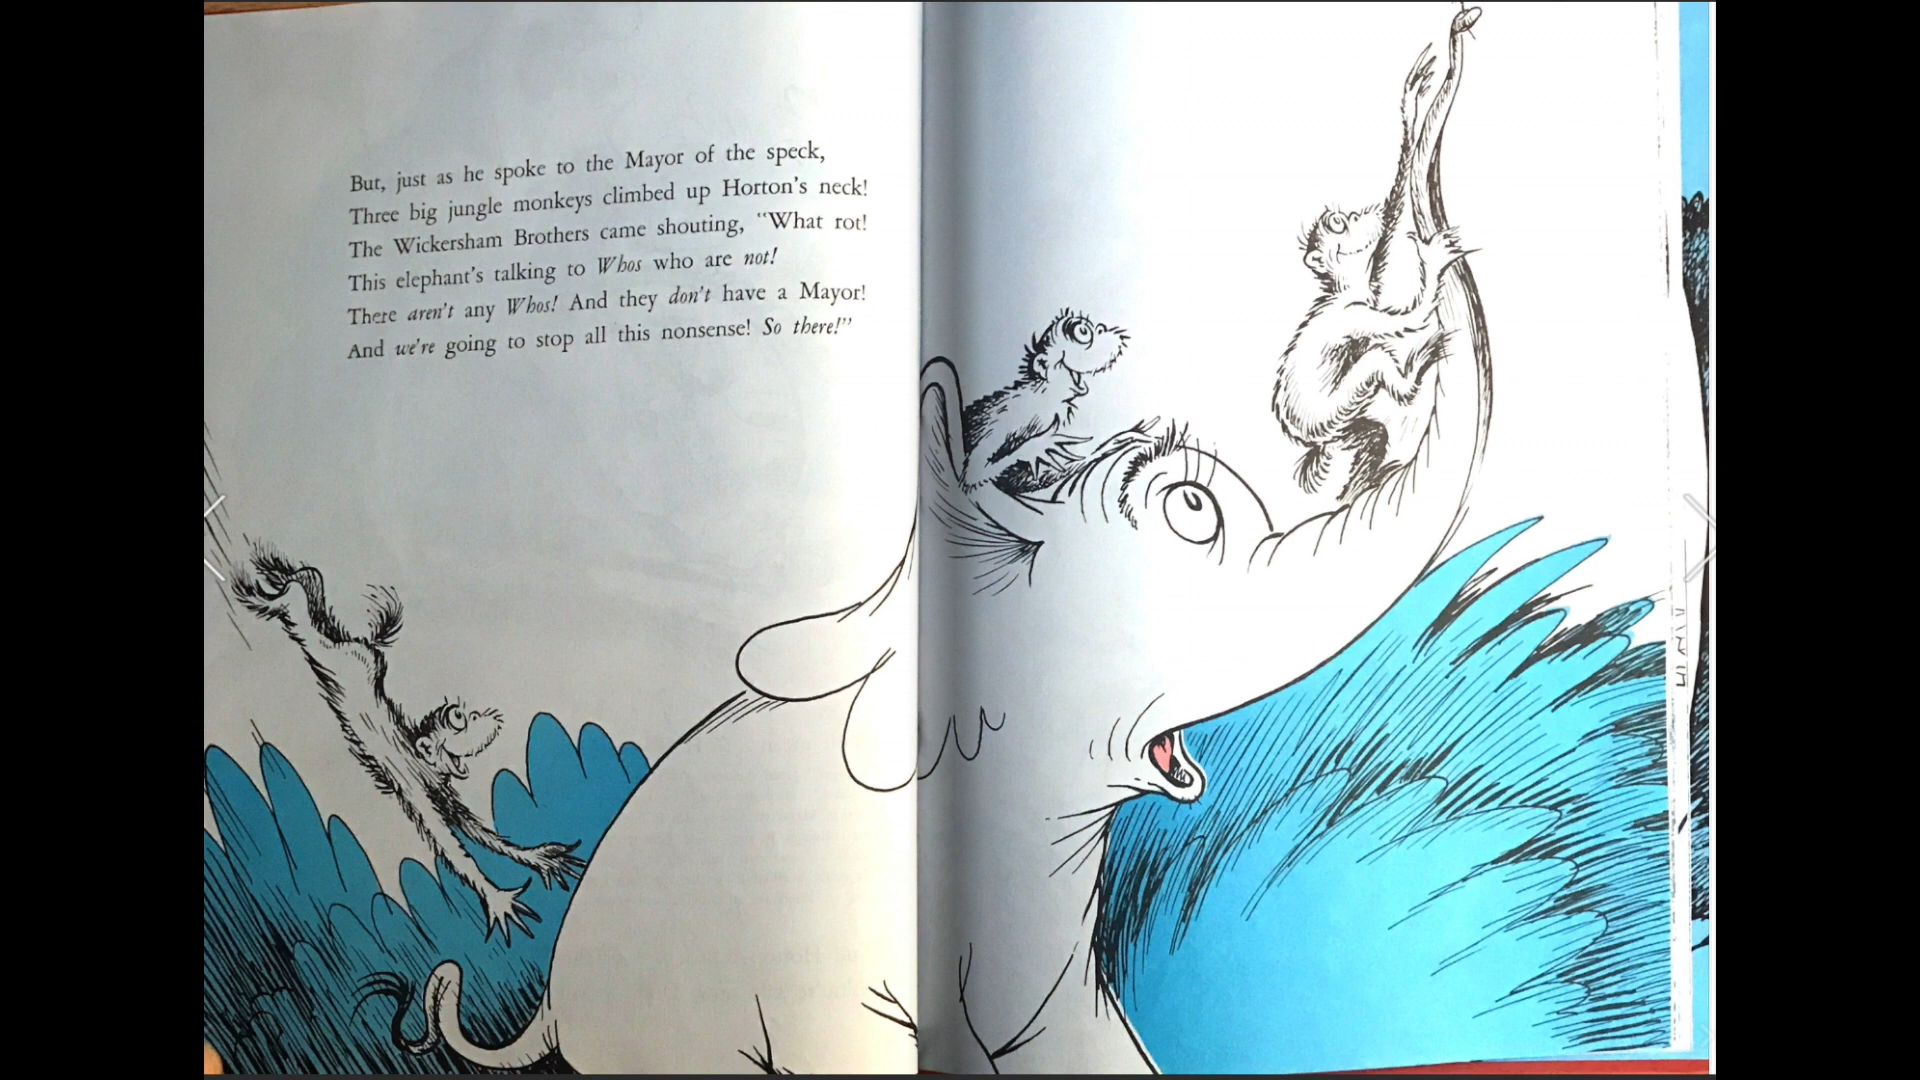 But, just as he spoke to the Mayor of the speck,
Three big jungle monkeys climbed up Horton's neck!
The Wickersham Brothers came shouting, "What rot!
This elephant's talking to Whos who are not!
There aren't any Whos! And they don't have a Mayor!
And we're going to stop all this nonsense! So there!"